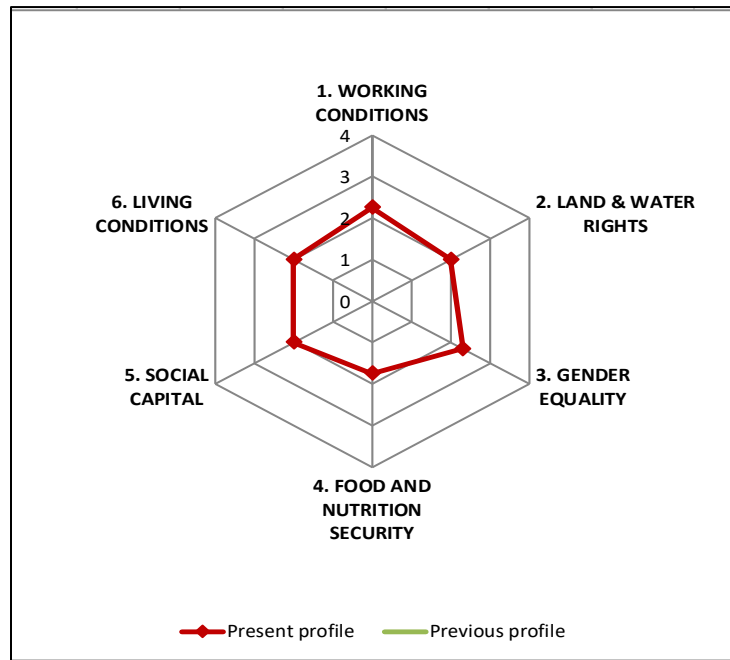 1. WORKING
CONDITIONS
4
3
2
1
0
6. LIVING
CONDITIONS
2. LAND & WATER
RIGHTS
5. SOCIAL
CAPITAL
3. GENDER
EQUALITY
4. FOOD AND
NUTRITION
SECURITY
Present profile
Previous profile